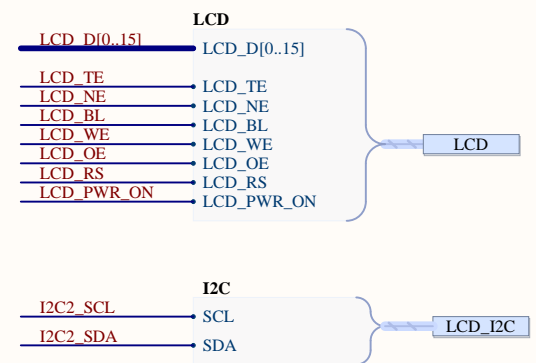 LCD
LCD_D[0..15] LCD_D[0..15]
LCD_TE LCD_TE
LCD_NE LCD_NE
LCD_BL LCD_BL
LCD_WE LCD_WE LCD
LCD_OE LCD_OE
LCD_RS LCD_RS
LCD_PWR_ON LCD_PWR_ON
I2C
I2C2_SCL SCL
LCD_I2C
I2C2_SDA SDA